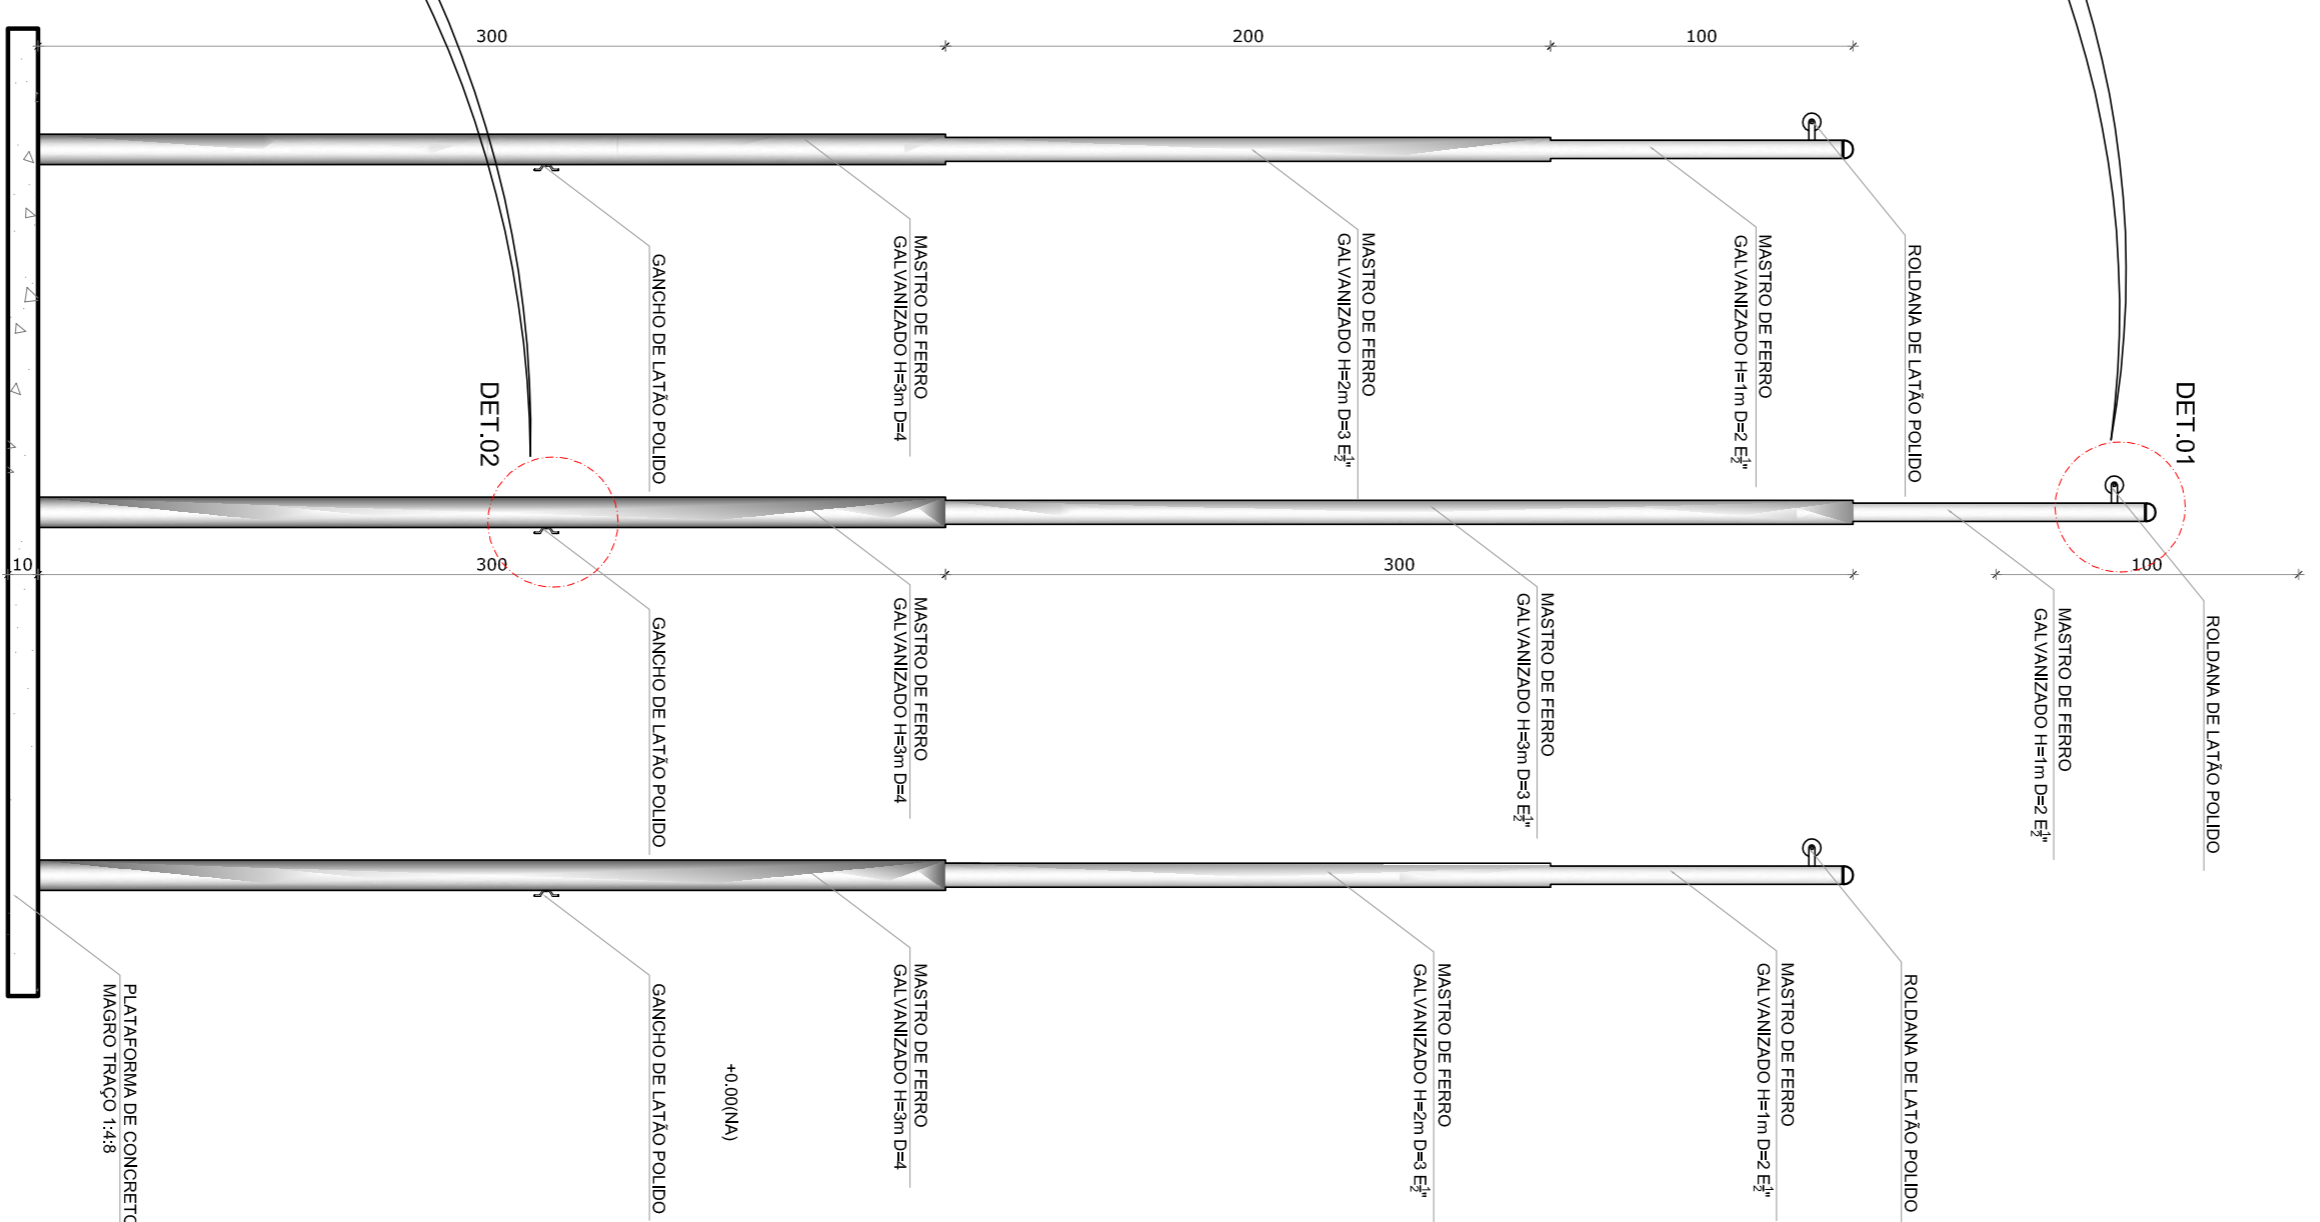 300
200
100
ROLDANA DE LATÃO POLIDO
MASTRO DE FERRO
GALVANIZADO H=1m D=2 E1/2"
MASTRO DE FERRO
GALVANIZADO H=2m D=3 E1/2"
MASTRO DE FERRO
GALVANIZADO H=3m D=4
GANCHO DE LATÃO POLIDO
DET.01
DET.02
10
300
300
100
ROLDANA DE LATÃO POLIDO
MASTRO DE FERRO
GALVANIZADO H=1m D=2 E1/2"
MASTRO DE FERRO
GALVANIZADO H=3m D=3 E1/2"
MASTRO DE FERRO
GALVANIZADO H=3m D=4
GANCHO DE LATÃO POLIDO
ROLDANA DE LATÃO POLIDO
MASTRO DE FERRO
GALVANIZADO H=1m D=2 E1/2"
MASTRO DE FERRO
GALVANIZADO H=2m D=3 E1/2"
MASTRO DE FERRO
GALVANIZADO H=3m D=4
+0.00(NA)
GANCHO DE LATÃO POLIDO
PLATAFORMA DE CONCRETO
MAGRO TRAÇO 1:4:8